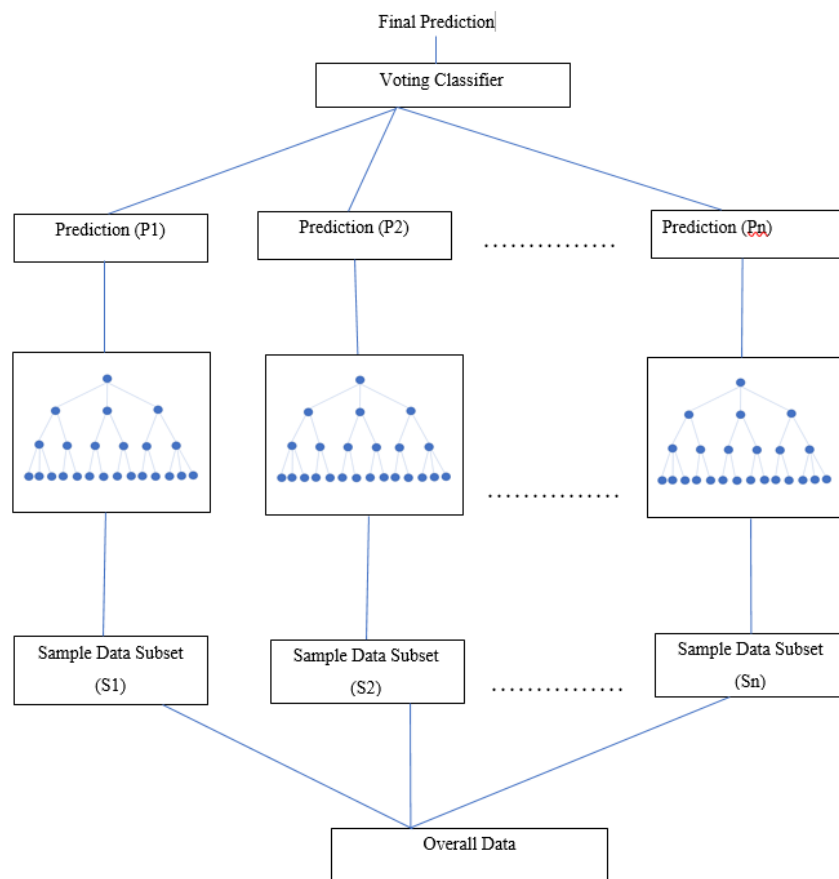 Final Prediction
Voting Classifier
Prediction (P1)
Prediction (P2)
...............
Prediction (Pn)
...............
Sample Data Subset
(S1)
Sample Data Subset
(S2)
...............
Sample Data Subset
(Sn)
Overall Data